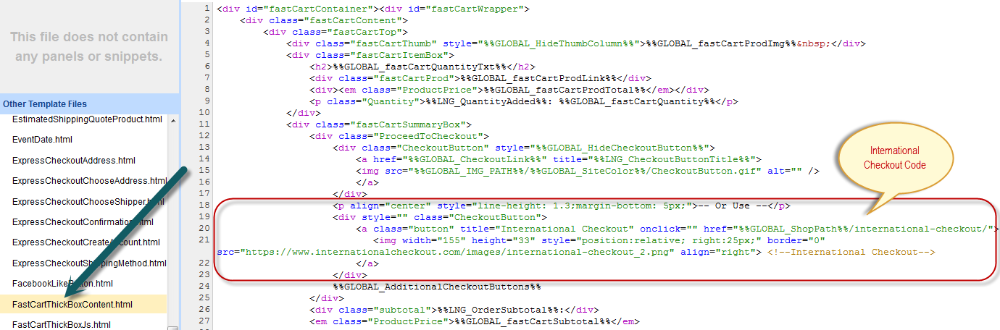 This file does not contain
any panels or snippets.
Other Template Files
EstimatedShippingQuoteProduct.html
EventDate.html
ExpressCheckoutAddress.html
ExpressCheckoutChooseAddress.html
ExpressCheckoutChooseShipper.html
ExpressCheckoutConfirmation.html
ExpressCheckoutCreateAccount.html
ExpressCheckoutShippingMethod.html
FacebookLikeButton.html
FastCartThickBoxContent.html
FastCartThickBoxJs.html
1 <div id="fastCartContainer"><div id="fastCartWrapper">
2 <div class="fastCartContent">
3 <div class="fastCartTop">
4 <div class="fastCartThumb" style="%%GLOBAL_HideThumbColumn%%">%%GLOBAL_fastCartProdImg%%&nbsp;</div>
5 <div class="fastCartItemBox">
6 <h2>%%GLOBAL_fastCartQuantityTxt%%</h2>
7 <div class="fastCartProd">%%GLOBAL_fastCartProdLink%%</div>
8 <div><em class="ProductPrice">%%GLOBAL_fastCartProdTotal%%</em></div>
9 <p class="Quantity">%%LNG_QuantityAdded%%: %%GLOBAL_fastCartQuantity%%</p>
10 </div>
11 <div class="fastCartSummaryBox">
12 <div class="ProceedToCheckout">
13 <div class="CheckoutButton" style="%%GLOBAL_HideCheckoutButton%%">
14 <a href="%%GLOBAL_CheckoutLink%%" title="%%LNG_CheckoutButtonTitle%%">
15 <img src="%%GLOBAL_IMG_PATH%%/%%GLOBAL_SiteColor%%/CheckoutButton.gif" alt="" />
16 </a>
17 </div>
18 <p align="center" style="line-height: 1.3;margin-bottom: 5px;">-- Or Use --</p>
19 <div style="" class="CheckoutButton">
20 <a class="button" title="International Checkout" onclick="" href="%%GLOBAL_ShopPath%%/international-checkout/">
21 <img width="155" height="33" style="position:relative; right:25px;" border="0"
src="https://www.internationalcheckout.com/images/international-checkout_2.png" align="right"> <!--International Checkout-->
22 </a>
23 </div>
24 %%GLOBAL_AdditionalCheckoutButtons%%
25 </div>
26 <div class="subtotal">%%LNG_OrderSubtotal%%:</div>
27 <em class="ProductPrice">%%GLOBAL_fastCartSubtotal%%</em>
International
Checkout Code